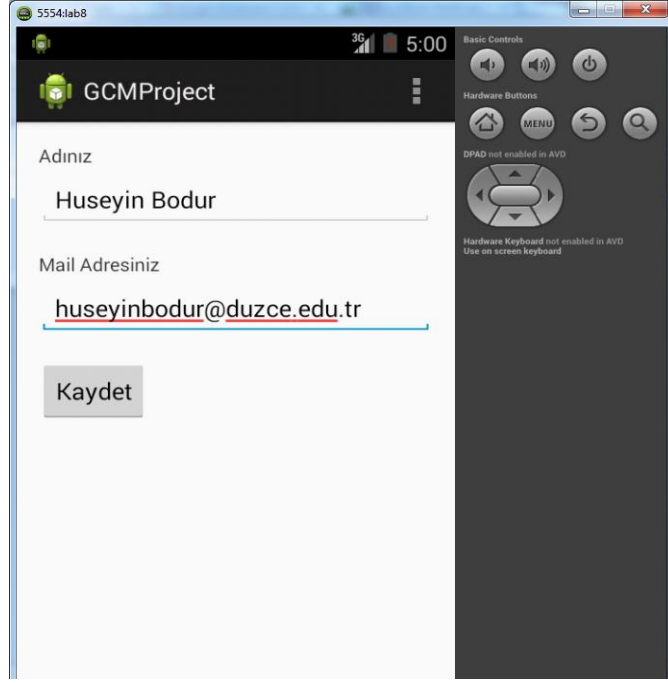 5554:lab8
3G 5:00
GCMProject
Adınız
Huseyin Bodur
Mail Adresiniz
huseyinbodur@duzce.edu.tr
Kaydet
Basic Controls
Hardware Buttons
MENU
DPAD not enabled in AVD
Hardware Keyboard not enabled in AVD
Use on screen keyboard